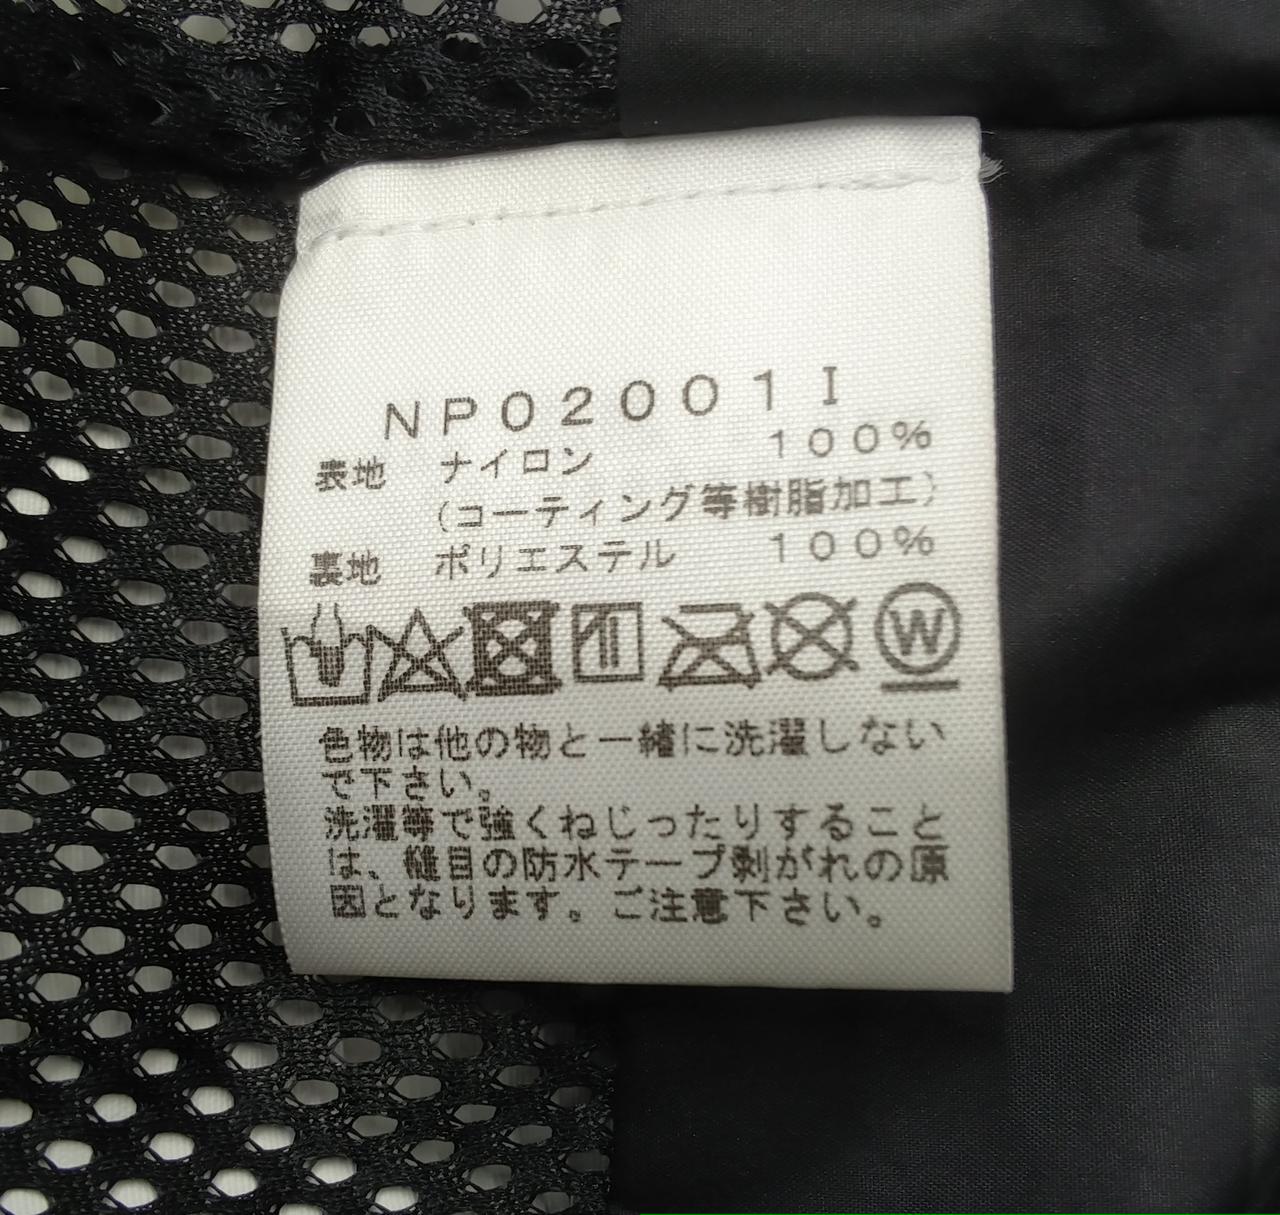 NP02001I
表地 ナイロン 100%
(コーティング等樹脂加工)
裏地 ポリエステル 100%
W
色物は他の物と一緒に洗濯しない
で下さい。
洗濯等で強くねじったりすること
は、縫目の防水テープ剥がれの原
因となります。ご注意下さい。